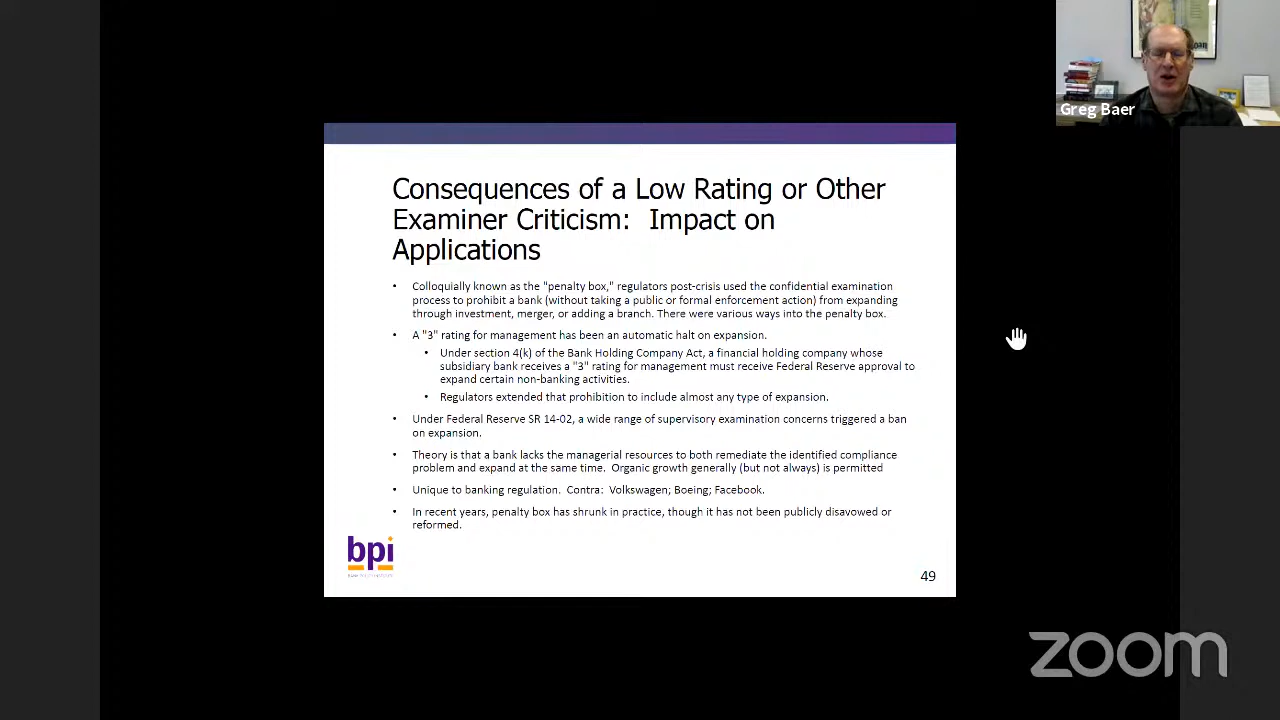 Greg Baer
Consequences of a Low Rating or Other
Examiner Criticism:  Impact on
Applications
• Colloquially known as the "penalty box," regulators post-crisis used the confidential examination
process to prohibit a bank (without taking a public or formal enforcement action) from expanding
through investment, merger, or adding a branch. There were various ways into the penalty box.
• A "3" rating for management has been an automatic halt on expansion.
• Under section 4(k) of the Bank Holding Company Act, a financial holding company whose
subsidiary bank receives a "3" rating for management must receive Federal Reserve approval to
expand certain non-banking activities.
• Regulators extended that prohibition to include almost any type of expansion.
• Under Federal Reserve SR 14-02, a wide range of supervisory examination concerns triggered a ban
on expansion.
• Theory is that a bank lacks the managerial resources to both remediate the identified compliance
problem and expand at the same time.  Organic growth generally (but not always) is permitted
• Unique to banking regulation.  Contra:  Volkswagen; Boeing; Facebook.
• In recent years, penalty box has shrunk in practice, though it has not been publicly disavowed or
reformed.
bpi
49
zoom